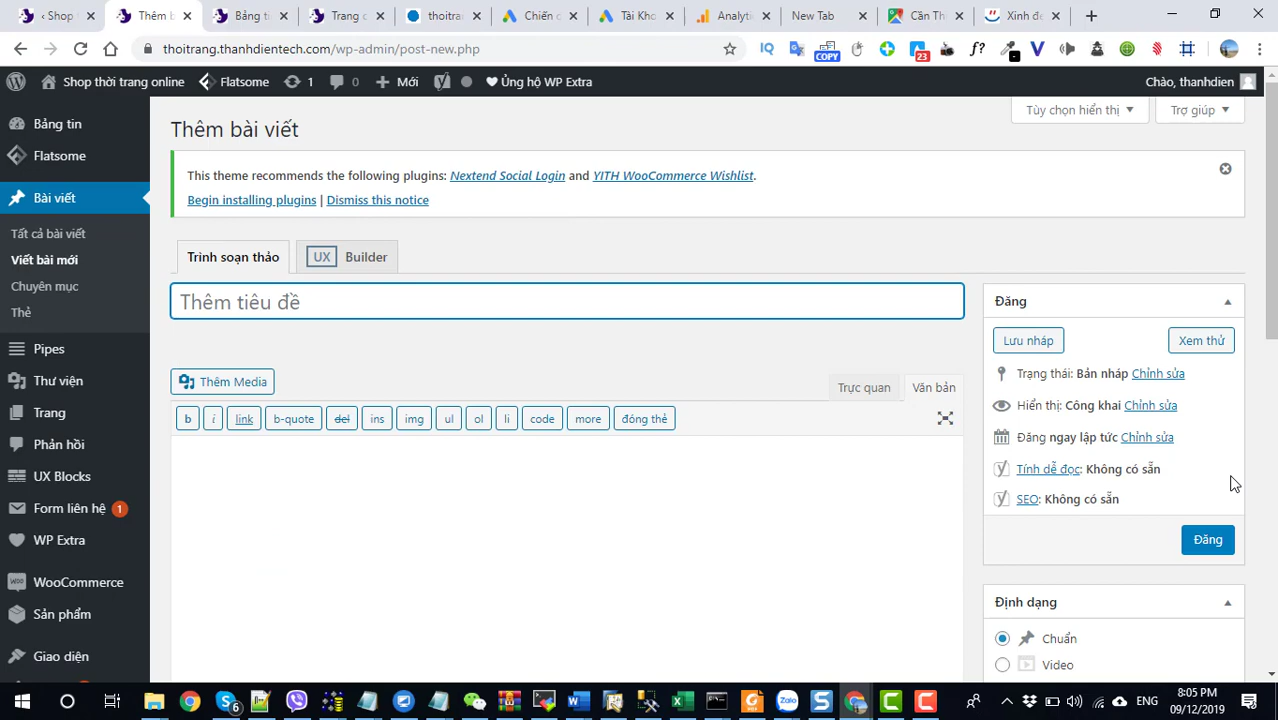 ‹ Shop
Thêm b
Bảng ti
Trang c
thoitran
Chiến d
Tài Kho
Analyti
New Tab
Căn Th
Xinh đẹ
thoitrang.thanhdientech.com/wp-admin/post-new.php
COPY
23
Shop thời trang online
Flatsome
1
0
Mới
Ủng hộ WP Extra
Chào, thanhdien
Bảng tin
Flatsome
Bài viết
Tất cả bài viết
Viết bài mới
Chuyên mục
Thẻ
Pipes
Thư viện
Trang
Phản hồi
UX Blocks
Form liên hệ 1
WP Extra
WooCommerce
Sản phẩm
Giao diện
Tùy chọn hiển thị
Trợ giúp
Thêm bài viết
This theme recommends the following plugins: Nextend Social Login and YITH WooCommerce Wishlist.
Begin installing plugins | Dismiss this notice
Trình soạn thảo
UX Builder
Thêm tiêu đề
Thêm Media
Trực quan
Văn bản
b
i
link
b-quote
del
ins
img
ul
ol
li
code
more
đóng thẻ
Đăng
Lưu nháp
Xem thử
Trạng thái: Bản nháp Chỉnh sửa
Hiển thị: Công khai Chỉnh sửa
Đăng ngay lập tức Chỉnh sửa
Tính dễ đọc: Không có sẵn
SEO: Không có sẵn
Đăng
Định dạng
Chuẩn
Video
6
Zalo
ENG
8:05 PM
09/12/2019